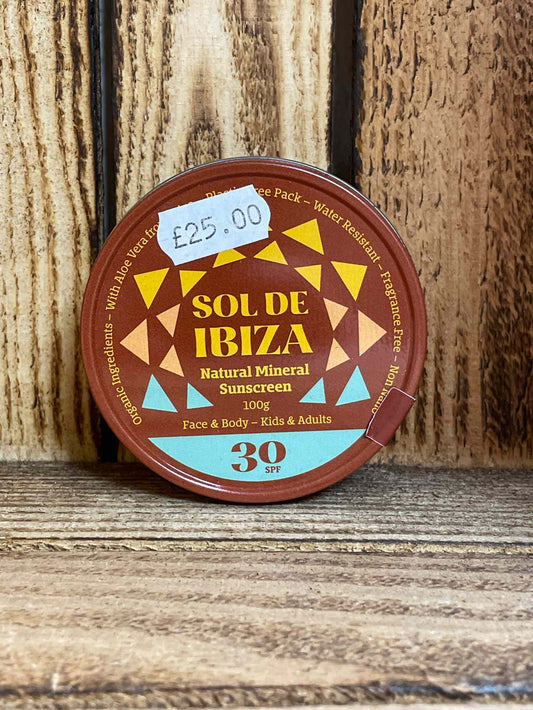 Organic Ingredients – With Aloe Vera Plastic Free Pack – Water Resistant – Fragrance Free – Non Nano
£25.00
SOL DE
IBIZA
Natural Mineral
Sunscreen
100g
Face & Body – Kids & Adults
30
SPF